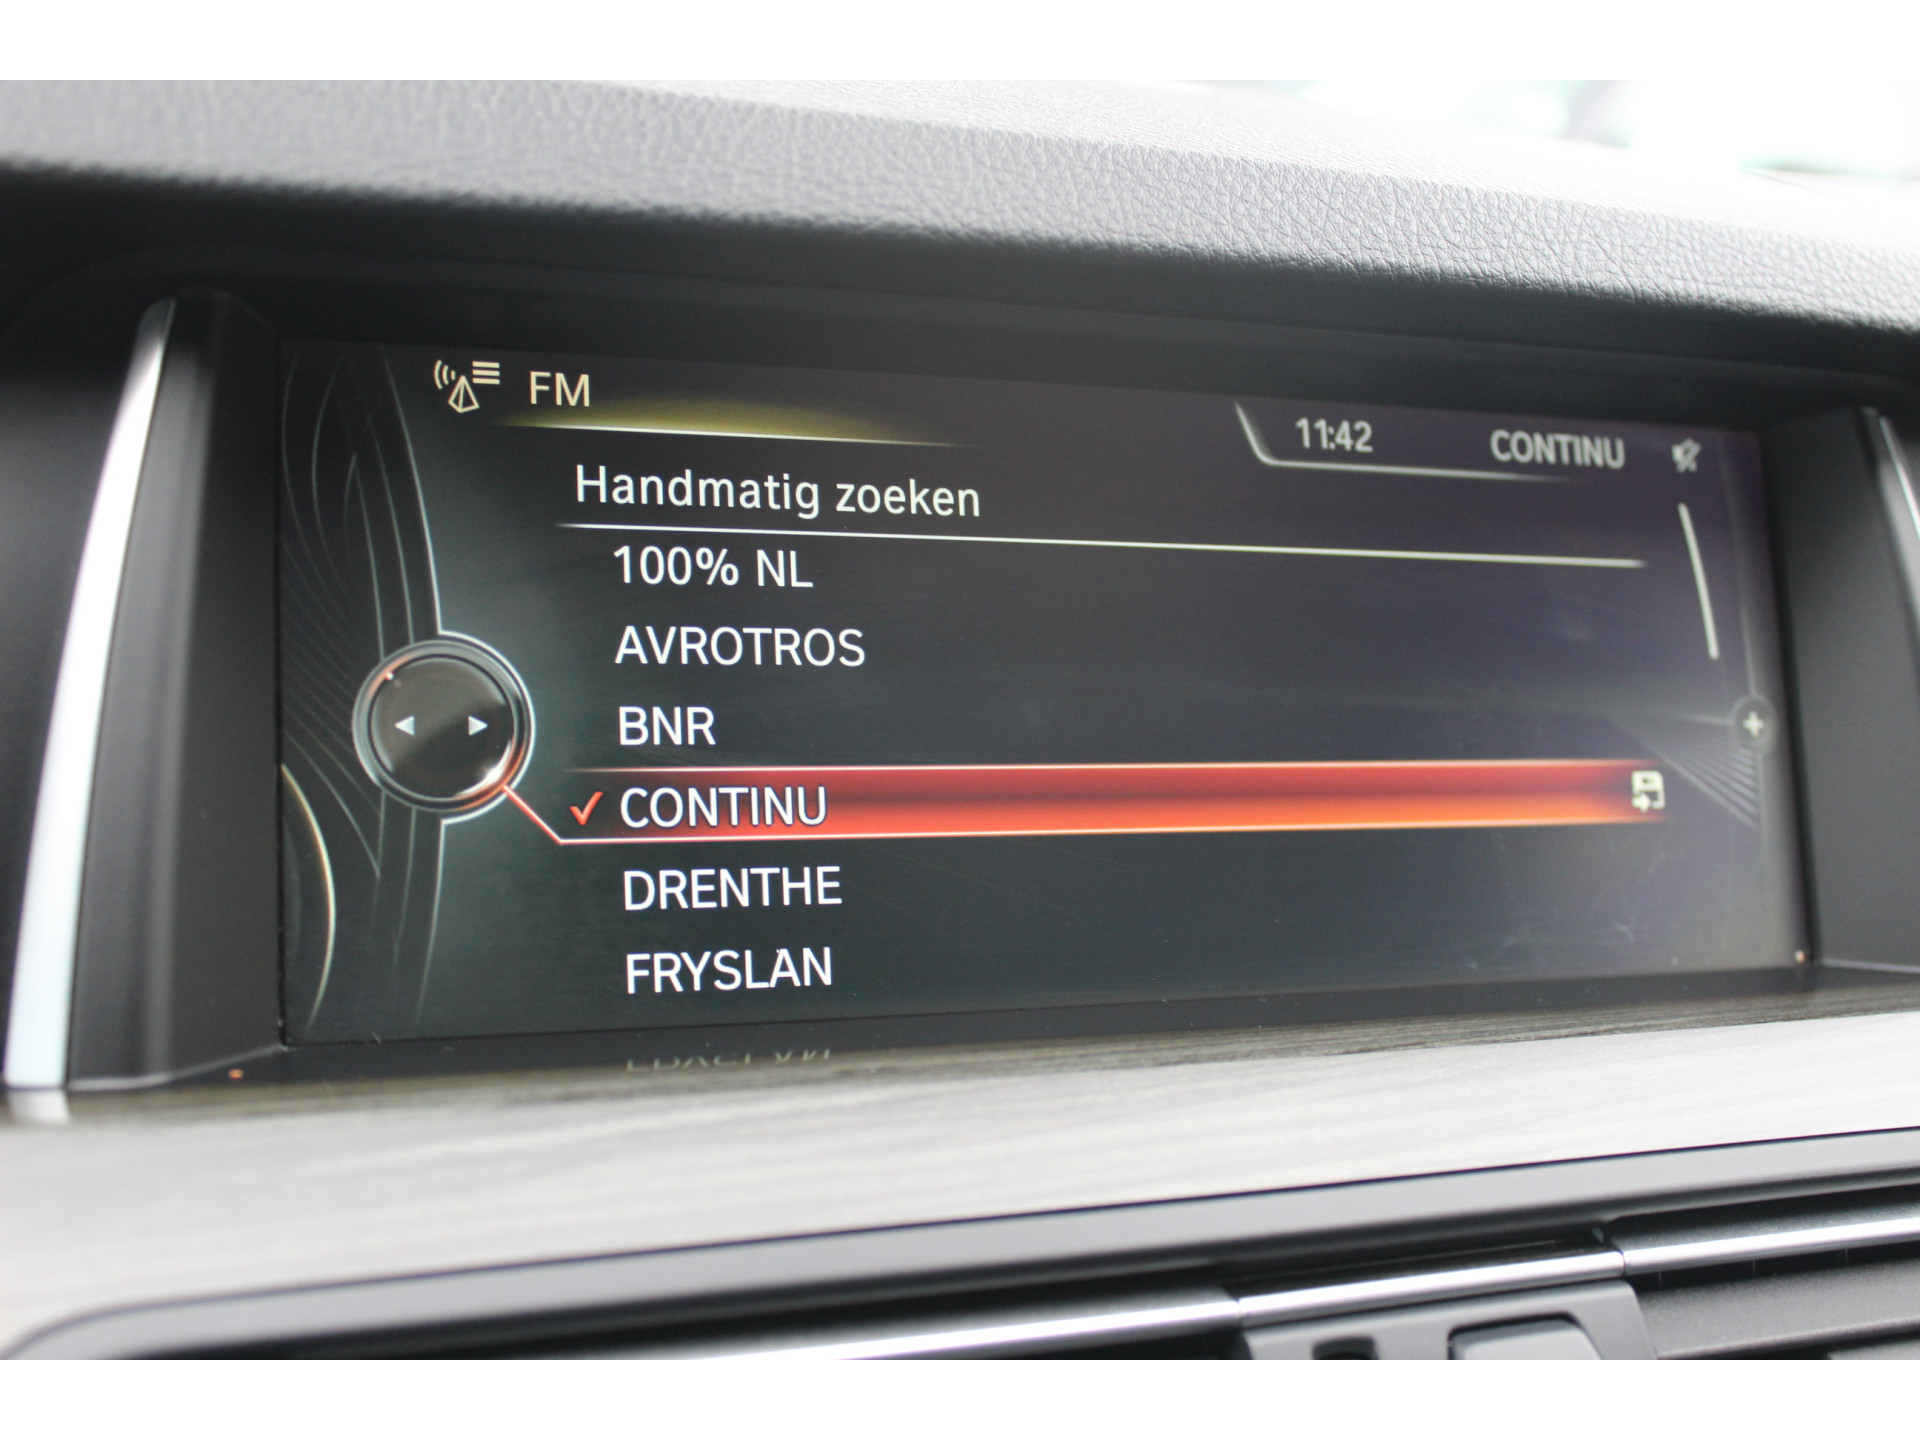 FM
11:42 CONTINU
Handmatig zoeken
100% NL
AVROTROS
BNR
CONTINU
DRENTHE
FRYSLAN